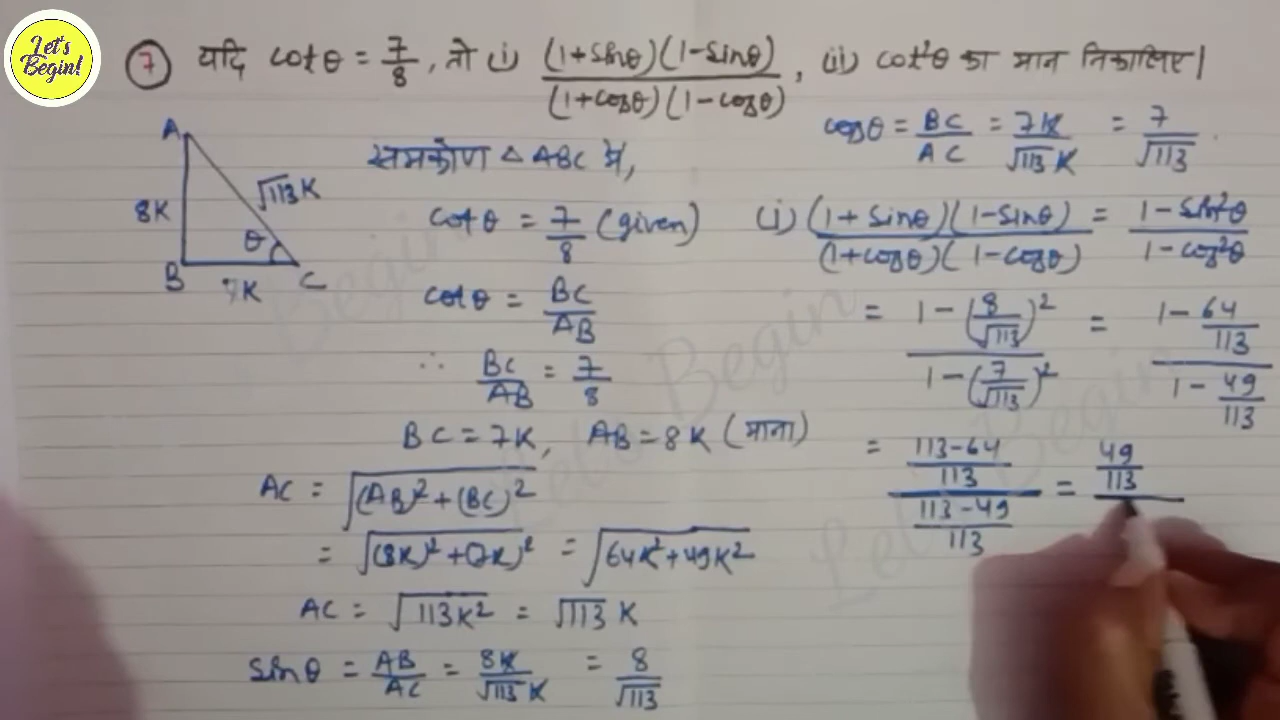 Let's
Begin!
⑦ यदि cotθ = 7/8, तो (i) (1+sinθ)(1-sinθ)/(1+cosθ)(1-cosθ), (ii) cot²θ का मान निकालिए।
A
8K
√113K
θ
B
7K
C
समकोण △ ABC में,
cotθ = 7/8 (given)
cotθ = BC/AB
∴ BC/AB = 7/8
BC = 7K, AB = 8K (माना)
AC = √(AB)² + (BC)²
= √(8K)² + (7K)² = √64K² + 49K²
AC = √113K² = √113 K
sinθ = AB/AC = 8K/√113 K = 8/√113
cosθ = BC/AC = 7K/√113 K = 7/√113
(i) (1+sinθ)(1-sinθ)/(1+cosθ)(1-cosθ) = 1-sin²θ/1-cos²θ
= 1-(8/√113)²/1-(7/√113)² = 1-64/113/1-49/113
= 113-64/113/113-49/113 = 49/113
Let's Begin